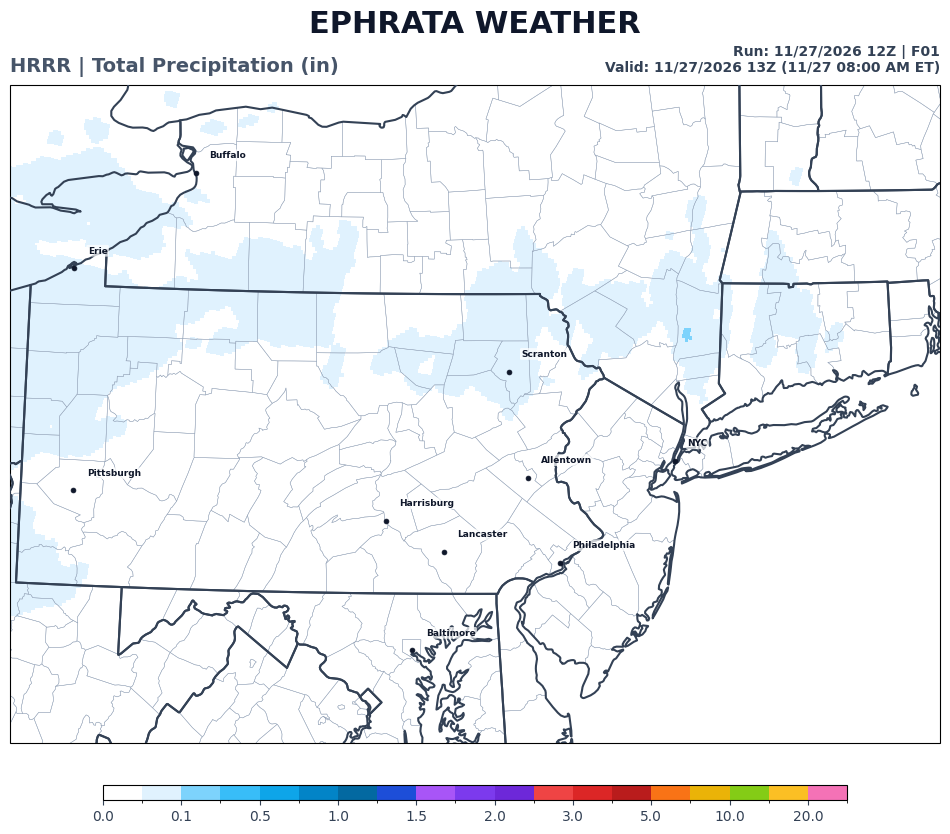 EPHRATA WEATHER
HRRR | Total Precipitation (in)
Run: 11/27/2026 12Z | F01
Valid: 11/27/2026 13Z (11/27 08:00 AM ET)
Buffalo
Erie
Scranton
NYC
Allentown
Pittsburgh
Harrisburg
Lancaster
Philadelphia
Baltimore
0.0 0.1 0.5 1.0 1.5 2.0 3.0 5.0 10.0 20.0